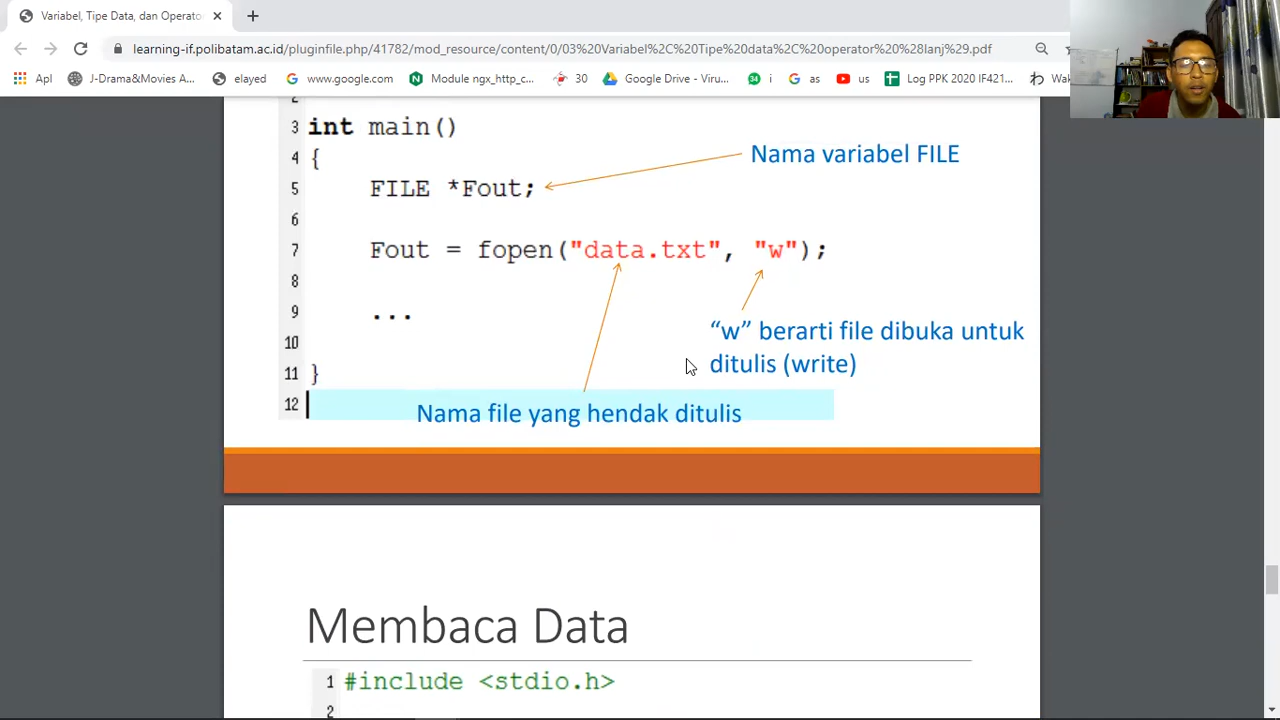 Variabel, Tipe Data, dan Operato
learning-if.polibatam.ac.id/pluginfile.php/41782/mod_resource/content/0/03%20Variabel%2C%20Tipe%20data%2C%20operator%20%28lanj%29.pdf
Apl J-Drama&Movies A... elayed www.google.com Module ngx_http_c... 30 Google Drive - Viru... 34 i as us Log PPK 2020 IF421... Wak
2
3 int main()
Nama variabel FILE
4 {
5 FILE *Fout;
6
7 Fout = fopen("data.txt", "w");
8
9 ...
“w” berarti file dibuka untuk
10
ditulis (write)
11 }
12
Nama file yang hendak ditulis
Membaca Data
1 #include <stdio.h>
2